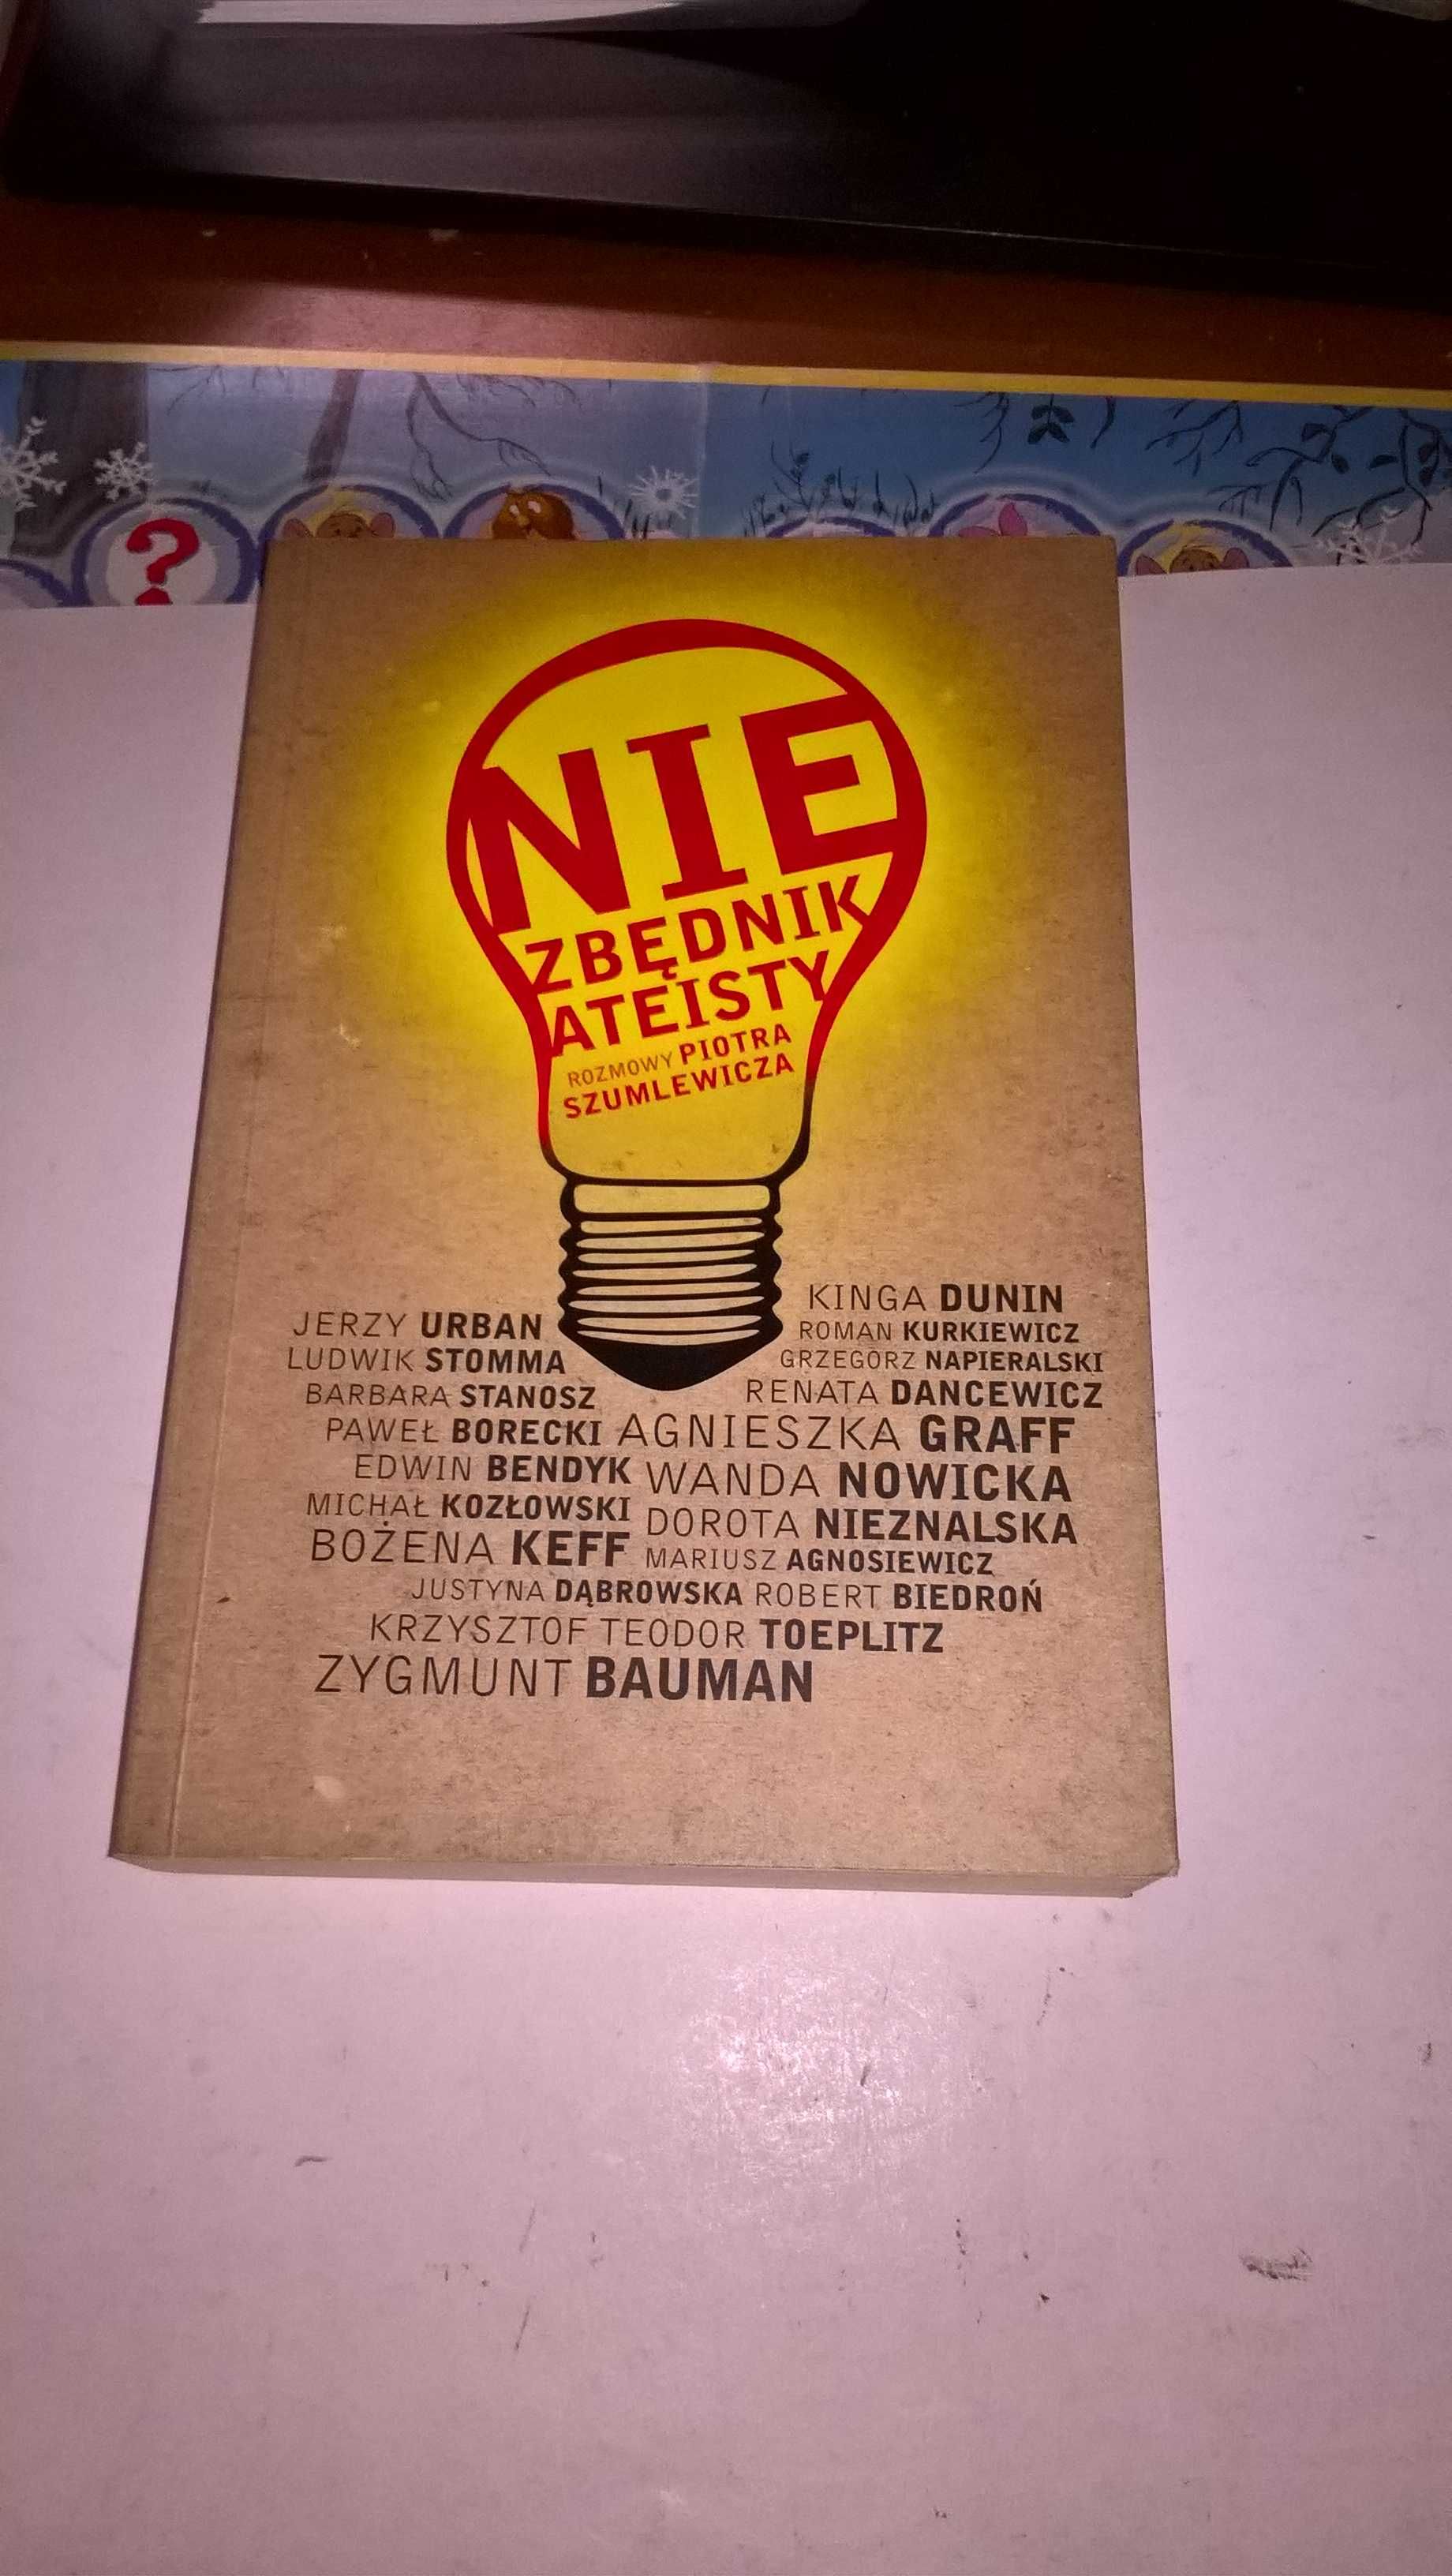 ?
NIE
ZBĘDNIK
ATEISTY
ROZMOWY PIOTRA
SZUMLEWICZA
JERZY URBAN
LUDWIK STOMMA
BARBARA STANOSZ
PAWEŁ BORECKI
EDWIN BENDYK
MICHAŁ KOZŁOWSKI
BOŻENA KEFF
KINGA DUNIN
ROMAN KURKIEWICZ
GRZEGORZ NAPIERALSKI
RENATA DANCEWICZ
AGNIESZKA GRAFF
WANDA NOWICKA
DOROTA NIEZNALSKA
MARIUSZ AGNOSIEWICZ
JUSTYNA DĄBROWSKA ROBERT BIEDROŃ
KRZYSZTOF TEODOR TOEPLITZ
ZYGMUNT BAUMAN